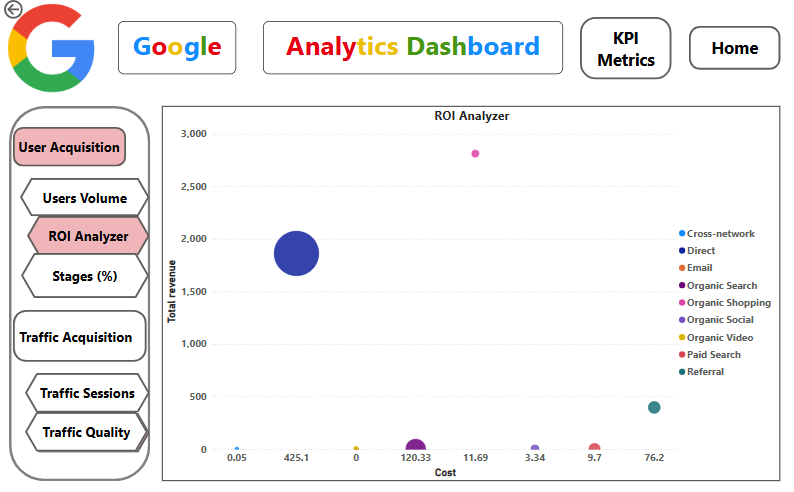 Google
Analytics Dashboard
KPI
Metrics
Home
User Acquisition
Users Volume
ROI Analyzer
Stages (%)
Traffic Acquisition
Traffic Sessions
Traffic Quality
ROI Analyzer
Total revenue
3,000
2,500
2,000
1,500
1,000
500
0
0.05 425.1 0 120.33 11.69 3.34 9.7 76.2
Cost
Cross-network
Direct
Email
Organic Search
Organic Shopping
Organic Social
Organic Video
Paid Search
Referral